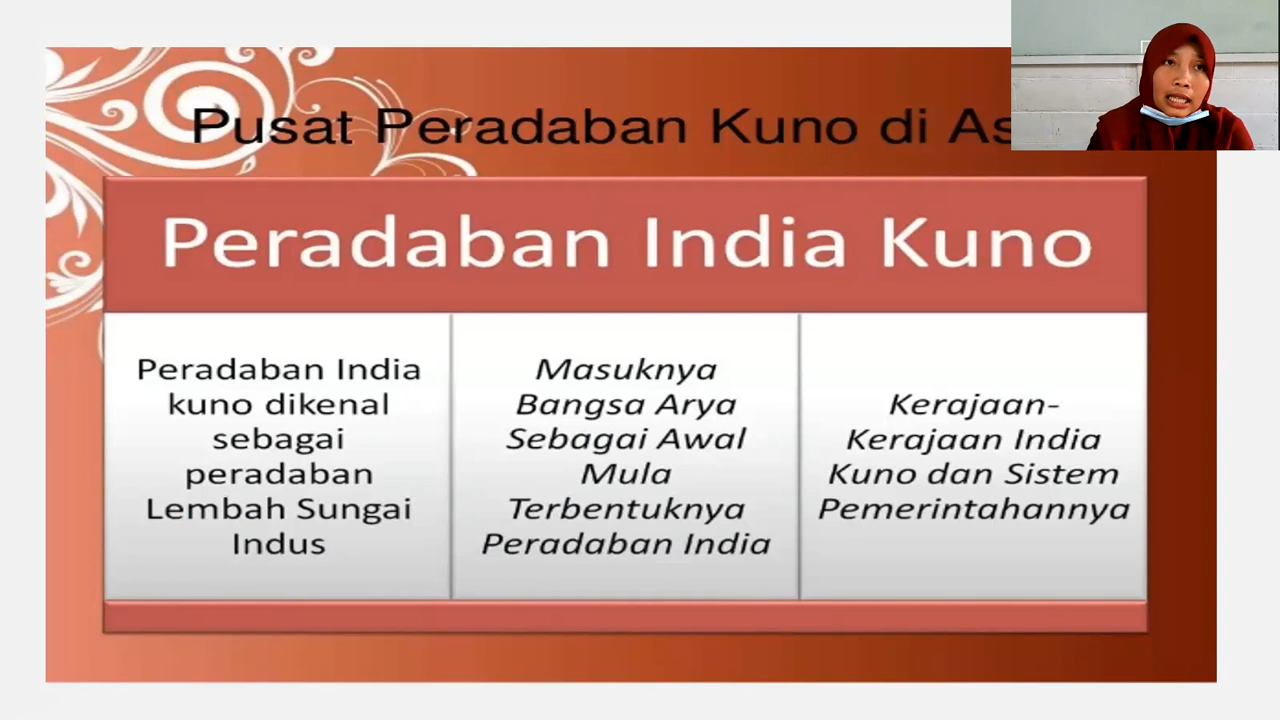 Pusat Peradaban Kuno di
Peradaban India Kuno
Peradaban India
kuno dikenal
sebagai
peradaban
Lembah Sungai
Indus
Masuknya
Bangsa Arya
Sebagai Awal
Mula
Terbentuknya
Peradaban India
Kerajaan-
Kerajaan India
Kuno dan Sistem
Pemerintahannya